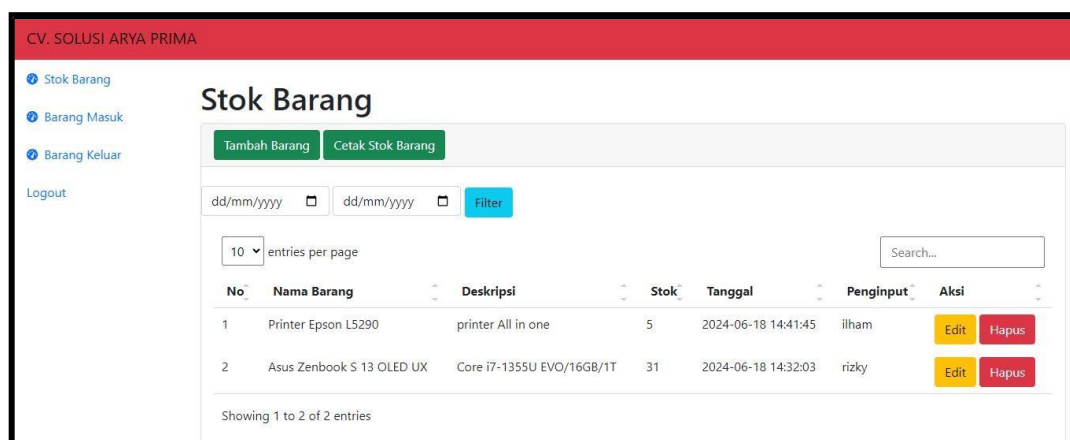 CV. SOLUSI ARYA PRIMA
Stok Barang
Barang Masuk
Barang Keluar
Logout
Stok Barang
Tambah Barang Cetak Stok Barang
dd/mm/yyyy dd/mm/yyyy Filter
10 entries per page Search...
No Nama Barang Deskripsi Stok Tanggal Penginput Aksi
1 Printer Epson L5290 printer All in one 5 2024-06-18 14:41:45 ilham Edit Hapus
2 Asus Zenbook S 13 OLED UX Core i7-1355U EVO/16GB/1T 31 2024-06-18 14:32:03 rizky Edit Hapus
Showing 1 to 2 of 2 entries